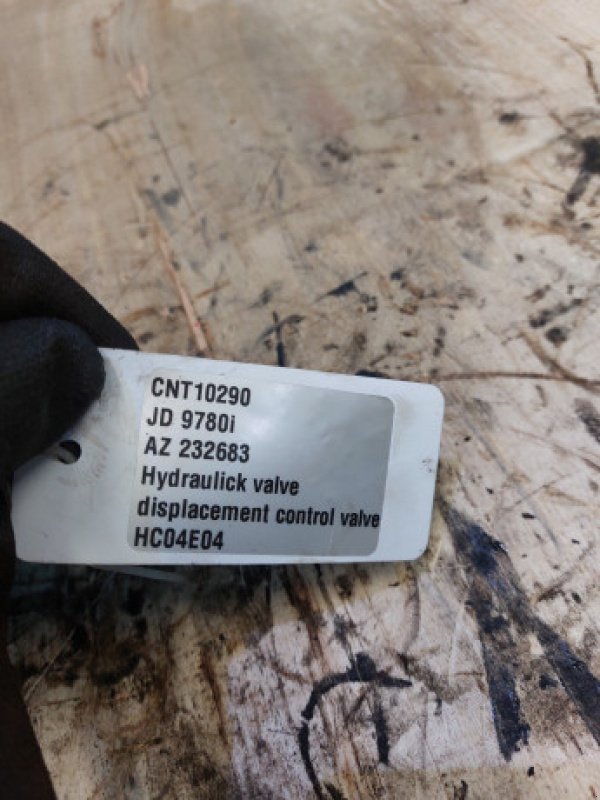 CNT10290
JD 9780i
AZ 232683
Hydraulick valve
displacement control valve
HC04E04